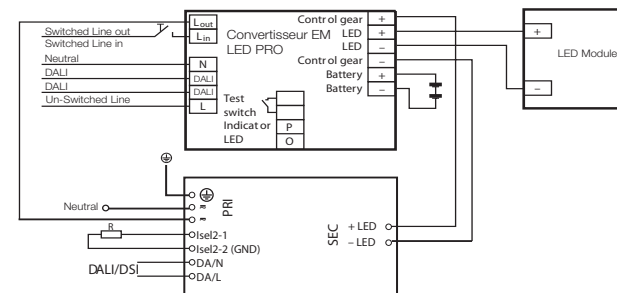 Switched Line out
Switched Line in
Neutral
DALI
DALI
Un-Switched Line
Lout
Lin
N
DALI
DALI
L
Convertisseur EM
LED PRO
Test
switch
Indicator
LED
P
O
Control gear +
LED +
LED –
Control gear –
Battery +
Battery –
+
–
LED Module
Neutral
R
DALI/DSI
PRI
≂
≂
Isel2-1
Isel2-2 (GND)
DA/N
DA/L
SEC
+ LED
– LED